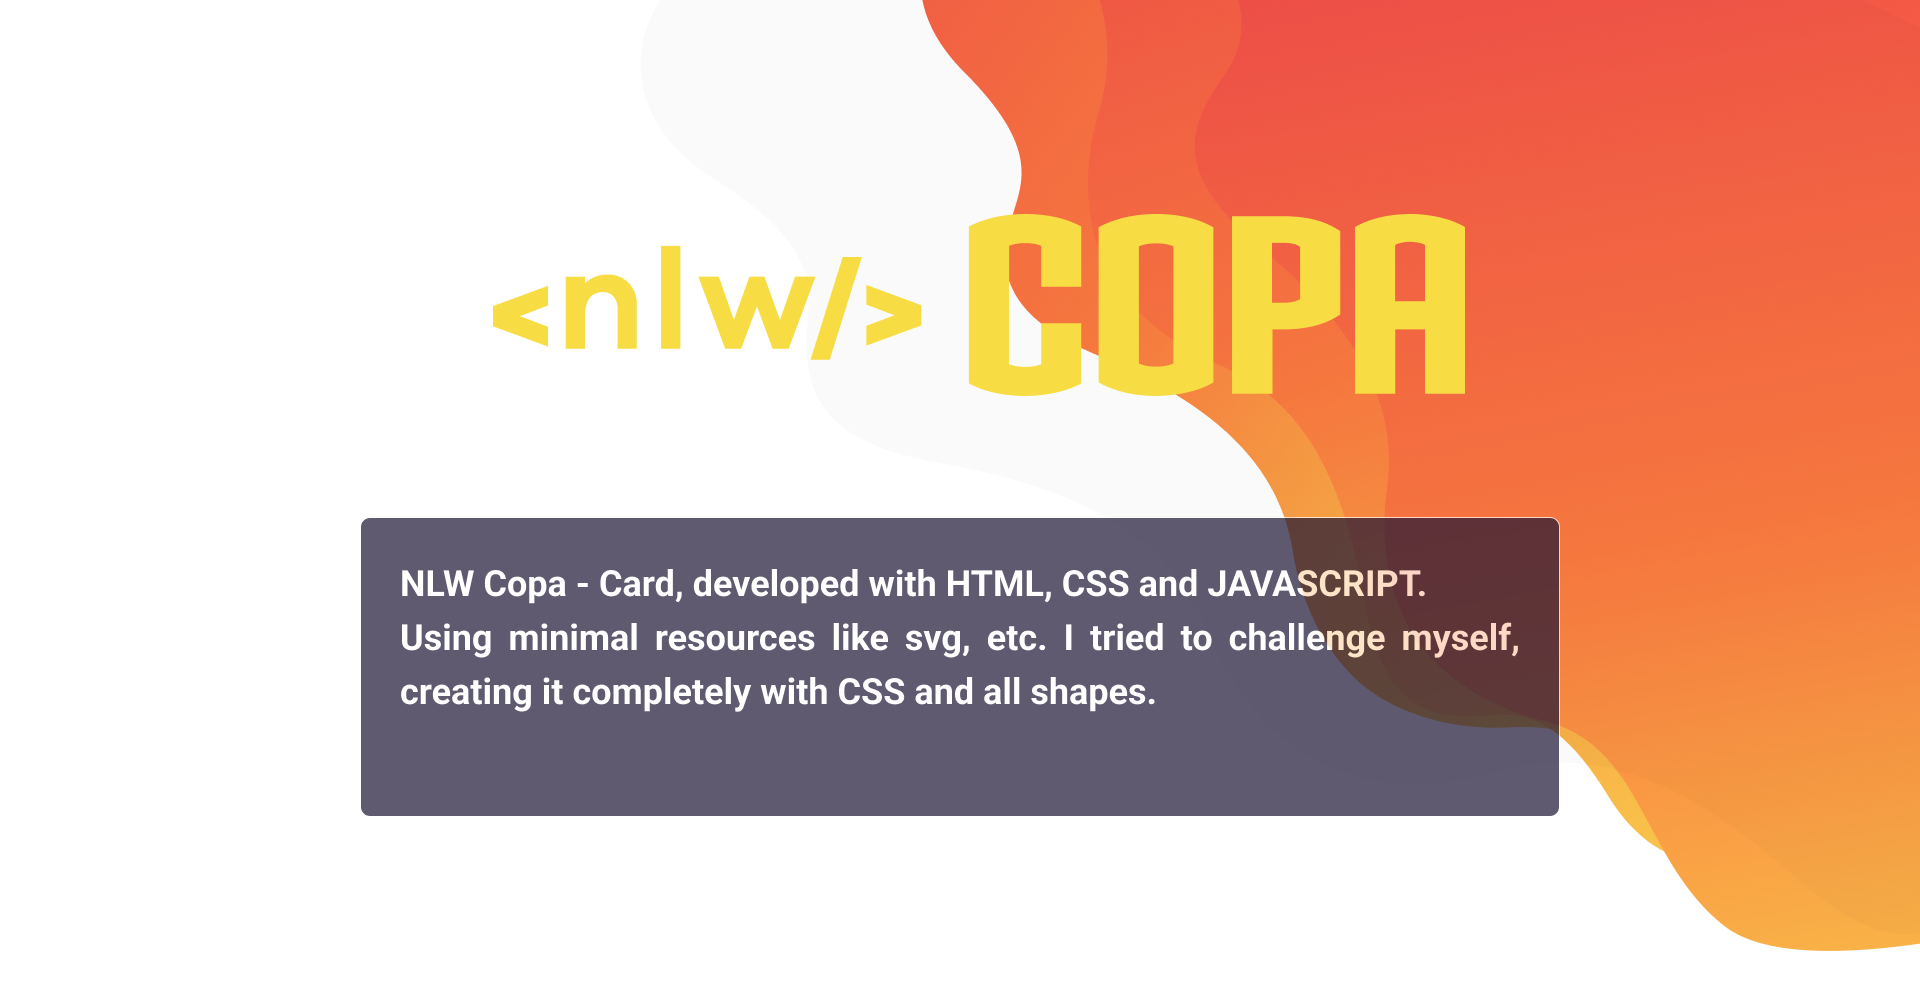 <nlw/> COPA
NLW Copa - Card, developed with HTML, CSS and JAVASCRIPT.
Using minimal resources like svg, etc. I tried to challenge myself,
creating it completely with CSS and all shapes.